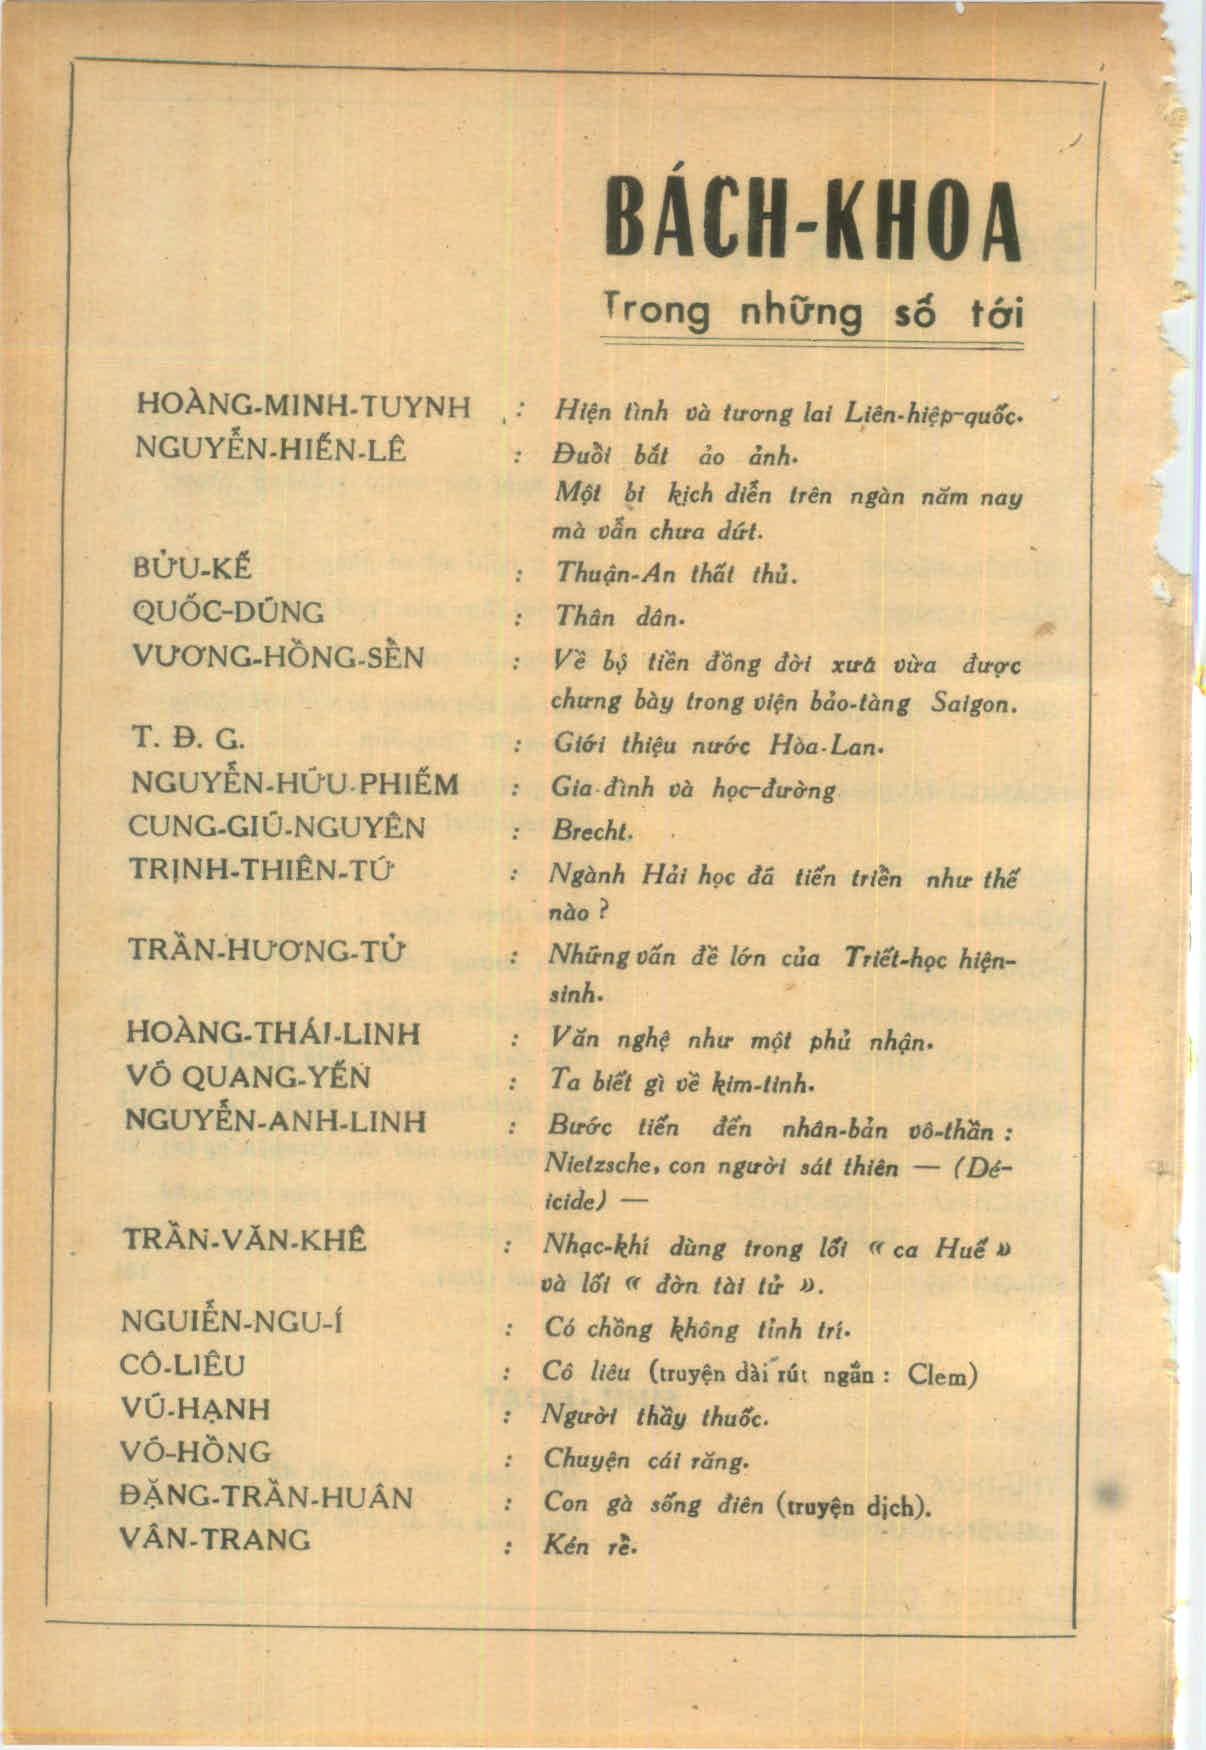 BÁCH-KHOA
Trong những số tới
HOÀNG-MINH-TUYNH : Hiện tình và tương lai Liên-hiệp-quốc.
NGUYỄN-HIẾN-LÊ : Đuổi bắt ảo ảnh.
Một bi kịch diễn trên ngàn năm nay
mà vẫn chưa dứt.
BỬU-KẾ : Thuận-An thất thủ.
QUỐC-DŨNG : Thân dân.
VƯƠNG-HỒNG-SỀN : Về bộ tiền đồng đời xưa vừa được
chưng bày trong viện bảo-tàng Saigon.
T. Đ. G. : Giới thiệu nước Hòa-Lan.
NGUYỄN-HỮU-PHIẾM : Gia-đình và học-đường
CUNG-GIŨ-NGUYÊN : Brecht.
TRỊNH-THIÊN-TỨ : Ngành Hải học đã tiến triển như thế
nào ?
TRẦN-HƯƠNG-TỬ : Những vấn đề lớn của Triết-học hiện-
sinh.
HOÀNG-THÁI-LINH : Văn nghệ như một phủ nhận.
VÕ QUANG-YẾN : Ta biết gì về kim-tinh.
NGUYỄN-ANH-LINH : Bước tiến đến nhân-bản vô-thần :
Nietzsche, con người sát thiên — (Dé-
icide) —
TRẦN-VĂN-KHÊ : Nhạc-khí dùng trong lối « ca Huế »
và lối « đờn tài tử ».
NGUIỄN-NGU-Í : Có chồng không tỉnh trí.
CÔ-LIÊU : Cô liêu (truyện dài rút ngắn : Clem)
VŨ-HẠNH : Người thầy thuốc.
VÕ-HỒNG : Chuyện cái răng.
ĐẶNG-TRẦN-HUÂN : Con gà sống điên (truyện dịch).
VÂN-TRANG : Kén rể.